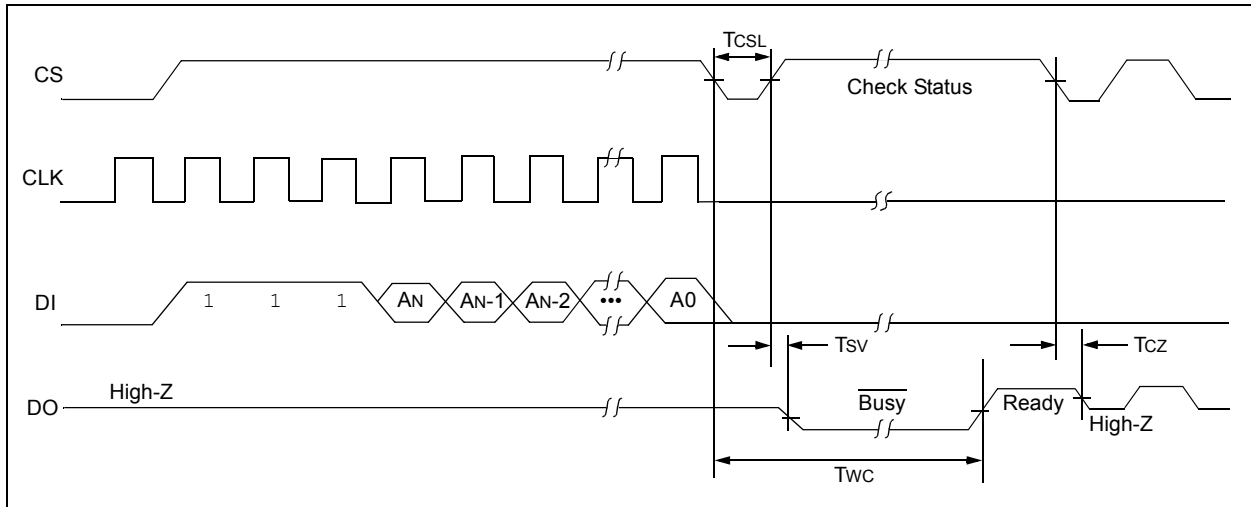 TCSL
CS
Check Status
CLK
DI
1 1 1 AN AN-1 AN-2 ••• A0
TSV
TCZ
High-Z
DO
Busy
Ready
High-Z
TWC